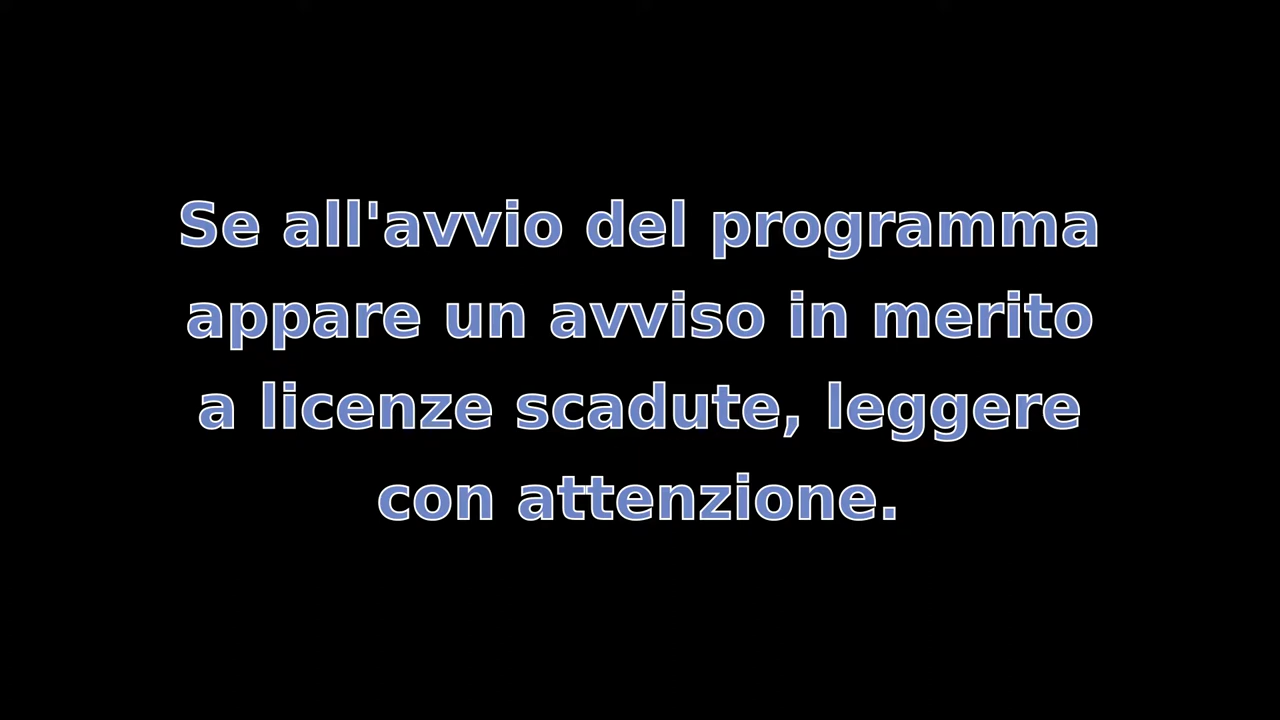 Se all'avvio del programma
appare un avviso in merito
a licenze scadute, leggere
con attenzione.